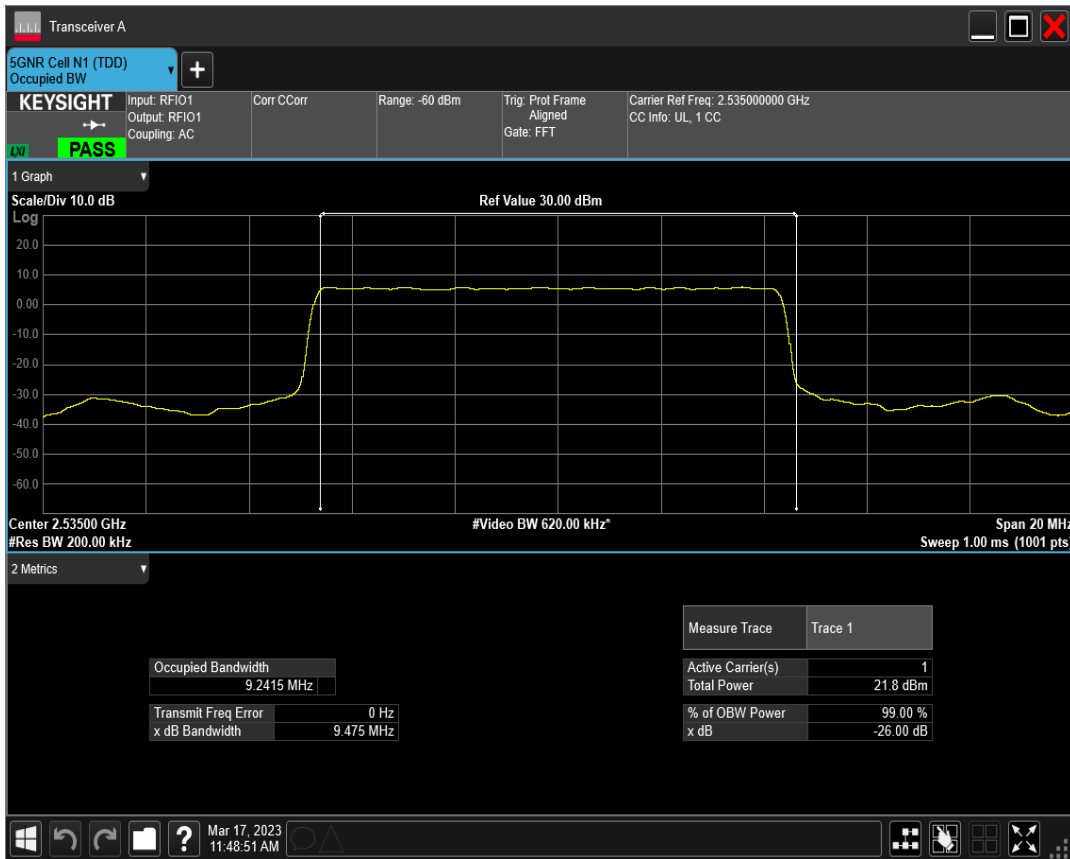 Transceiver A
5GNR Cell N1 (TDD)
Occupied BW
KEYSIGHT
LXI
PASS
Input: RFIO1
Output: RFIO1
Coupling: AC
Corr CCorr
Range: -60 dBm
Trig: Prot Frame
Aligned
Gate: FFT
Carrier Ref Freq: 2.535000000 GHz
CC Info: UL, 1 CC
1 Graph
Scale/Div 10.0 dB
Ref Value 30.00 dBm
Log
20.0
10.0
0.00
-10.0
-20.0
-30.0
-40.0
-50.0
-60.0
Center 2.53500 GHz
#Video BW 620.00 kHz*
Span 20 MHz
#Res BW 200.00 kHz
Sweep 1.00 ms (1001 pts)
2 Metrics
Measure Trace Trace 1
Occupied Bandwidth
9.2415 MHz
Active Carrier(s) 1
Total Power 21.8 dBm
Transmit Freq Error 0 Hz
x dB Bandwidth 9.475 MHz
% of OBW Power 99.00 %
x dB -26.00 dB
?
Mar 17, 2023
11:48:51 AM